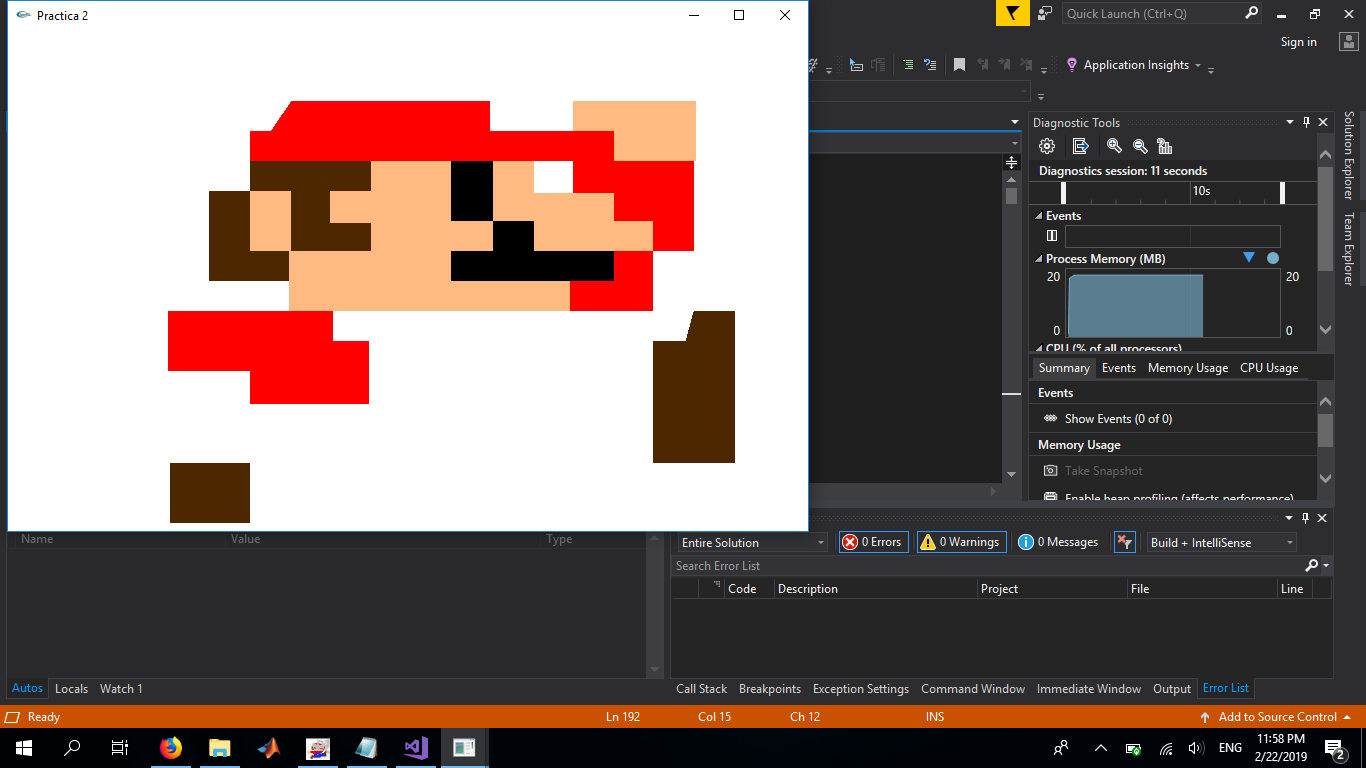 Practica 2
Quick Launch (Ctrl+Q)
Sign in
Application Insights
Diagnostic Tools
Diagnostics session: 11 seconds
10s
Events
Process Memory (MB)
20
20
0
0
CPU (% of all processors)
Summary
Events
Memory Usage
CPU Usage
Events
Show Events (0 of 0)
Memory Usage
Take Snapshot
Enable heap profiling (affects performance)
Solution Explorer
Team Explorer
Name
Value
Type
Entire Solution
0 Errors
0 Warnings
0 Messages
Build + IntelliSense
Search Error List
Code
Description
Project
File
Line
Autos
Locals
Watch 1
Call Stack
Breakpoints
Exception Settings
Command Window
Immediate Window
Output
Error List
Ready
Ln 192
Col 15
Ch 12
INS
Add to Source Control
ENG
11:58 PM
2/22/2019
2